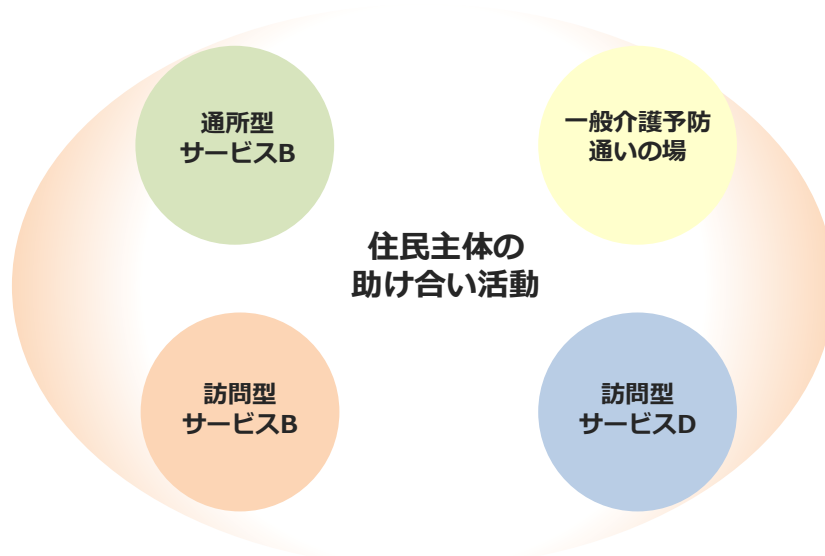 通所型
サービスB
一般介護予防
通いの場
住民主体の
助け合い活動
訪問型
サービスB
訪問型
サービスD